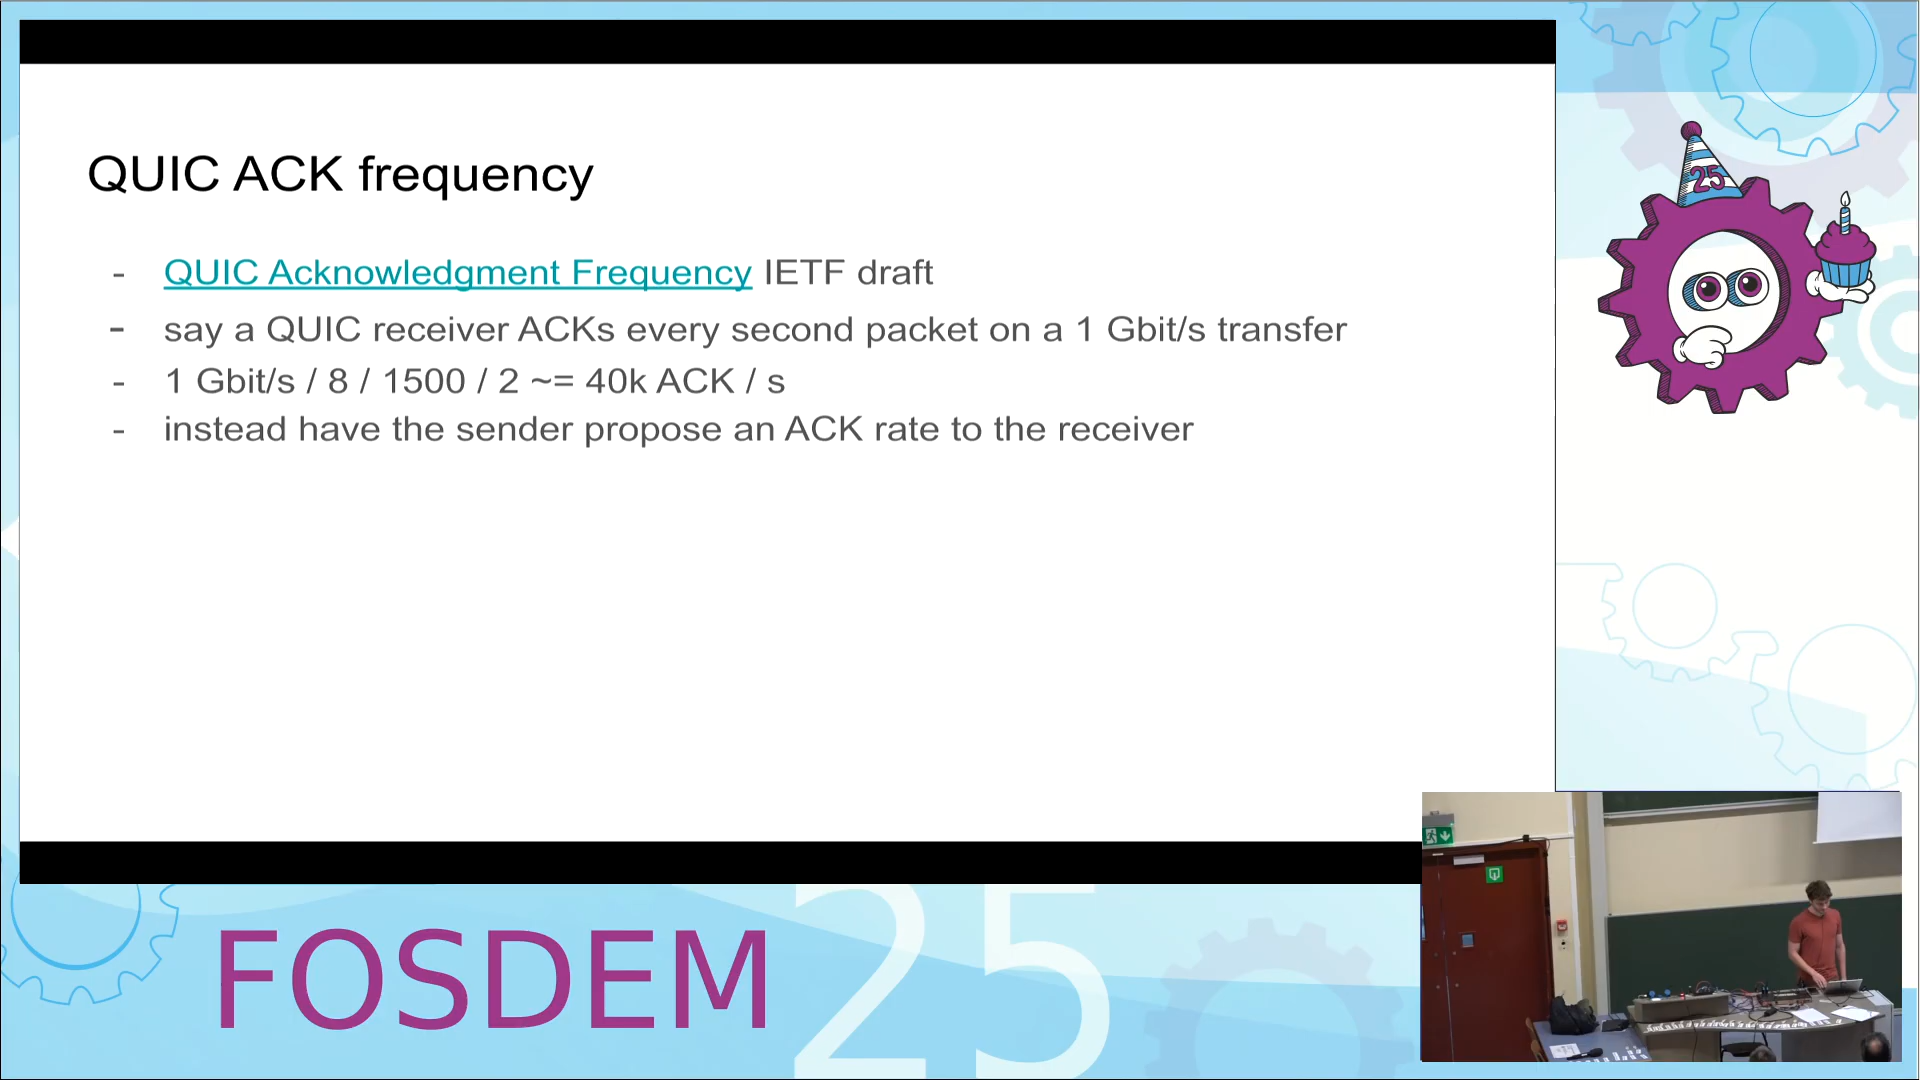 QUIC ACK frequency
- QUIC Acknowledgment Frequency IETF draft
- say a QUIC receiver ACKs every second packet on a 1 Gbit/s transfer
- 1 Gbit/s / 8 / 1500 / 2 ~= 40k ACK / s
- instead have the sender propose an ACK rate to the receiver
25
FOSDEM 25